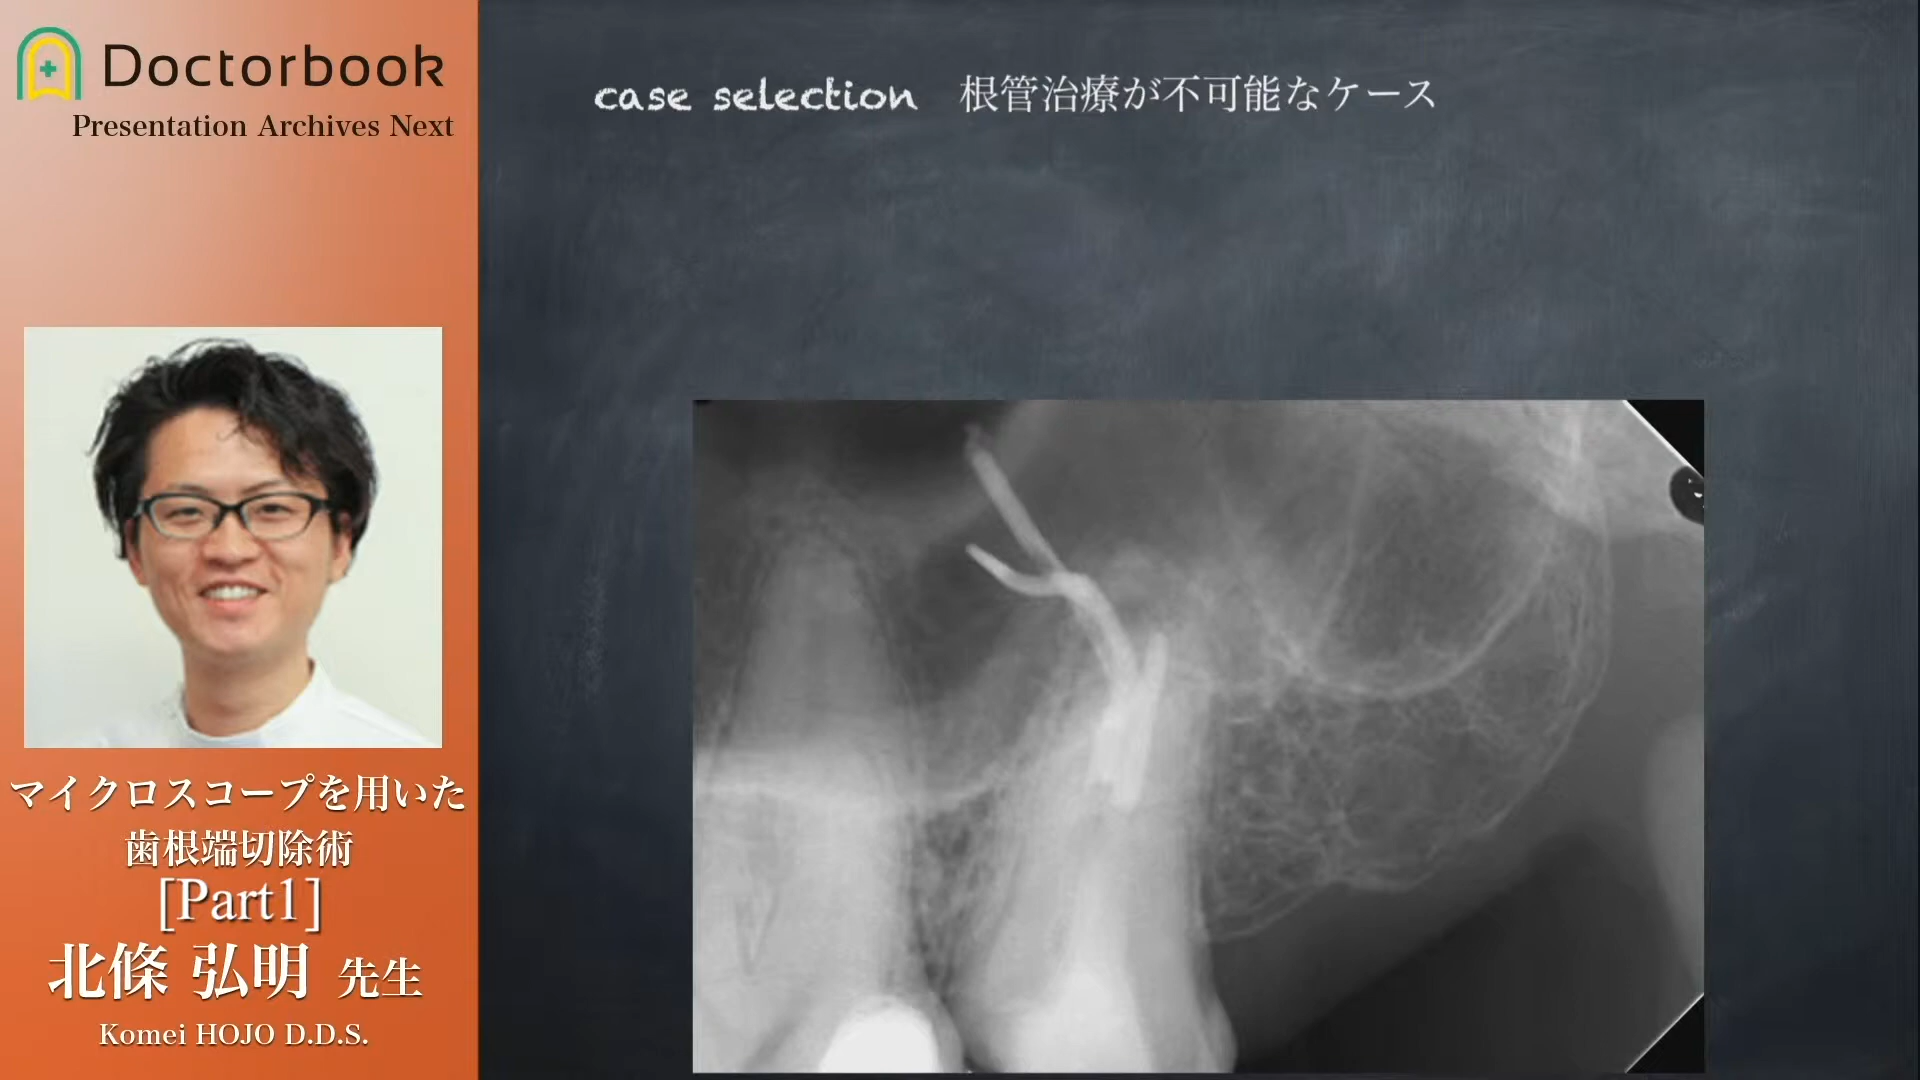 Doctorbook
Presentation Archives Next
マイクロスコープを用いた
歯根端切除術
[Part1]
北條 弘明 先生
Komei HOJO D.D.S.
case selection 根管治療が不可能なケース